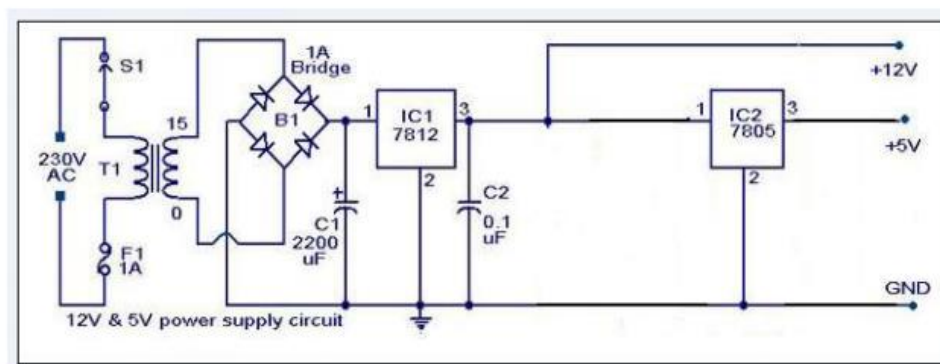 S1
230V
AC
T1
15
0
F1
1A
1A
Bridge
B1
1
IC1
7812
3
2
+
C1
2200
uF
C2
0.1
uF
1
IC2
7805
3
2
+12V
+5V
GND
12V & 5V power supply circuit